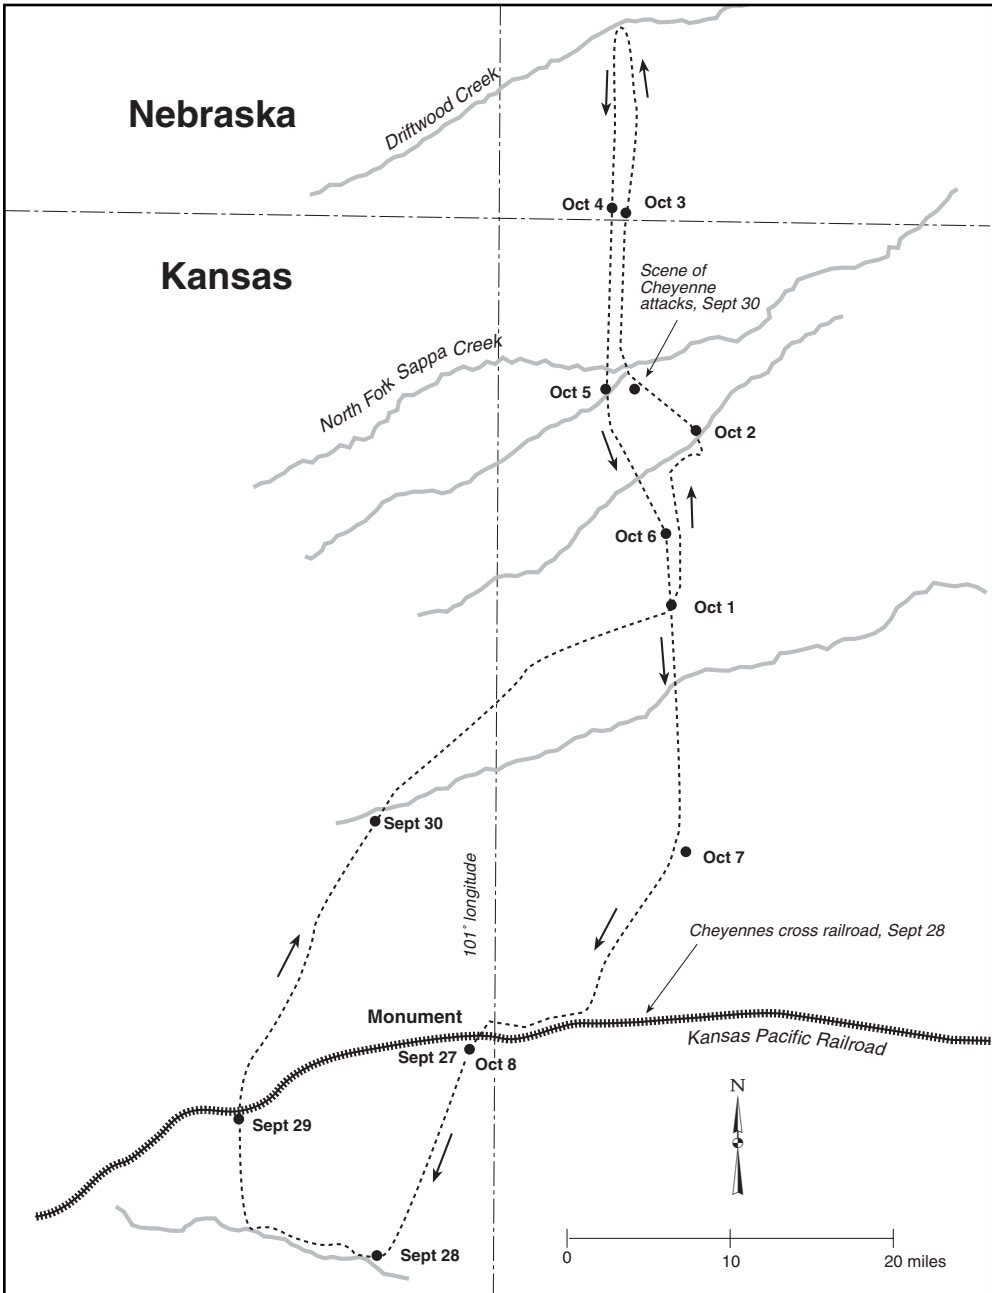 Nebraska
Driftwood Creek
Oct 4
Oct 3
Kansas
Scene of
Cheyenne
attacks, Sept 30
North Fork Sappa Creek
Oct 5
Oct 2
Oct 6
Oct 1
Sept 30
101° longitude
Oct 7
Cheyennes cross railroad, Sept 28
Monument
Sept 27
Oct 8
Kansas Pacific Railroad
N
Sept 29
Sept 28
0
10
20 miles